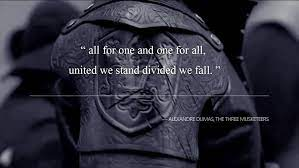 “ all for one and one for all,
united we stand divided we fall. ”
— ALEXANDRE DUMAS, THE THREE MUSKETEERS